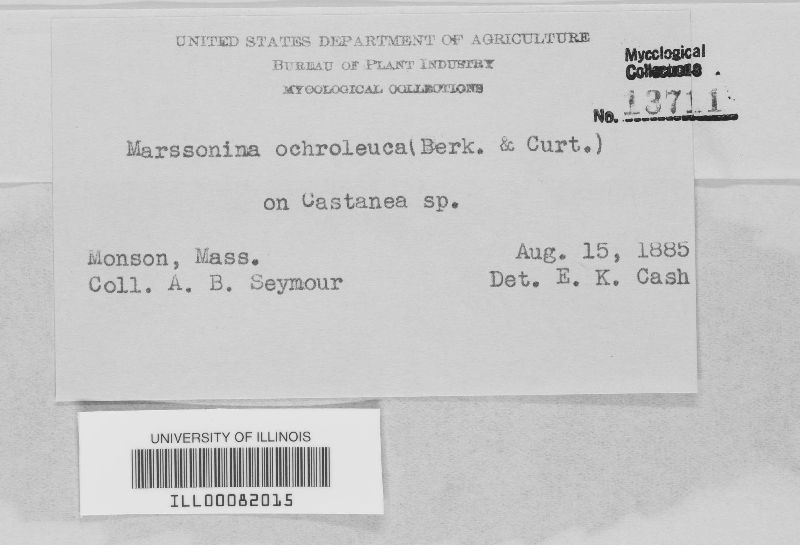 UNITED STATES DEPARTMENT OF AGRICULTURE
BUREAU OF PLANT INDUSTRY
MYCOLOGICAL COLLECTIONS
Mycological
Collections
No. 13711
Marssonina ochroleuca(Berk. & Curt.)
on Castanea sp.
Monson, Mass.
Aug. 15, 1885
Coll. A. B. Seymour
Det. E. K. Cash
UNIVERSITY OF ILLINOIS
ILL00082015